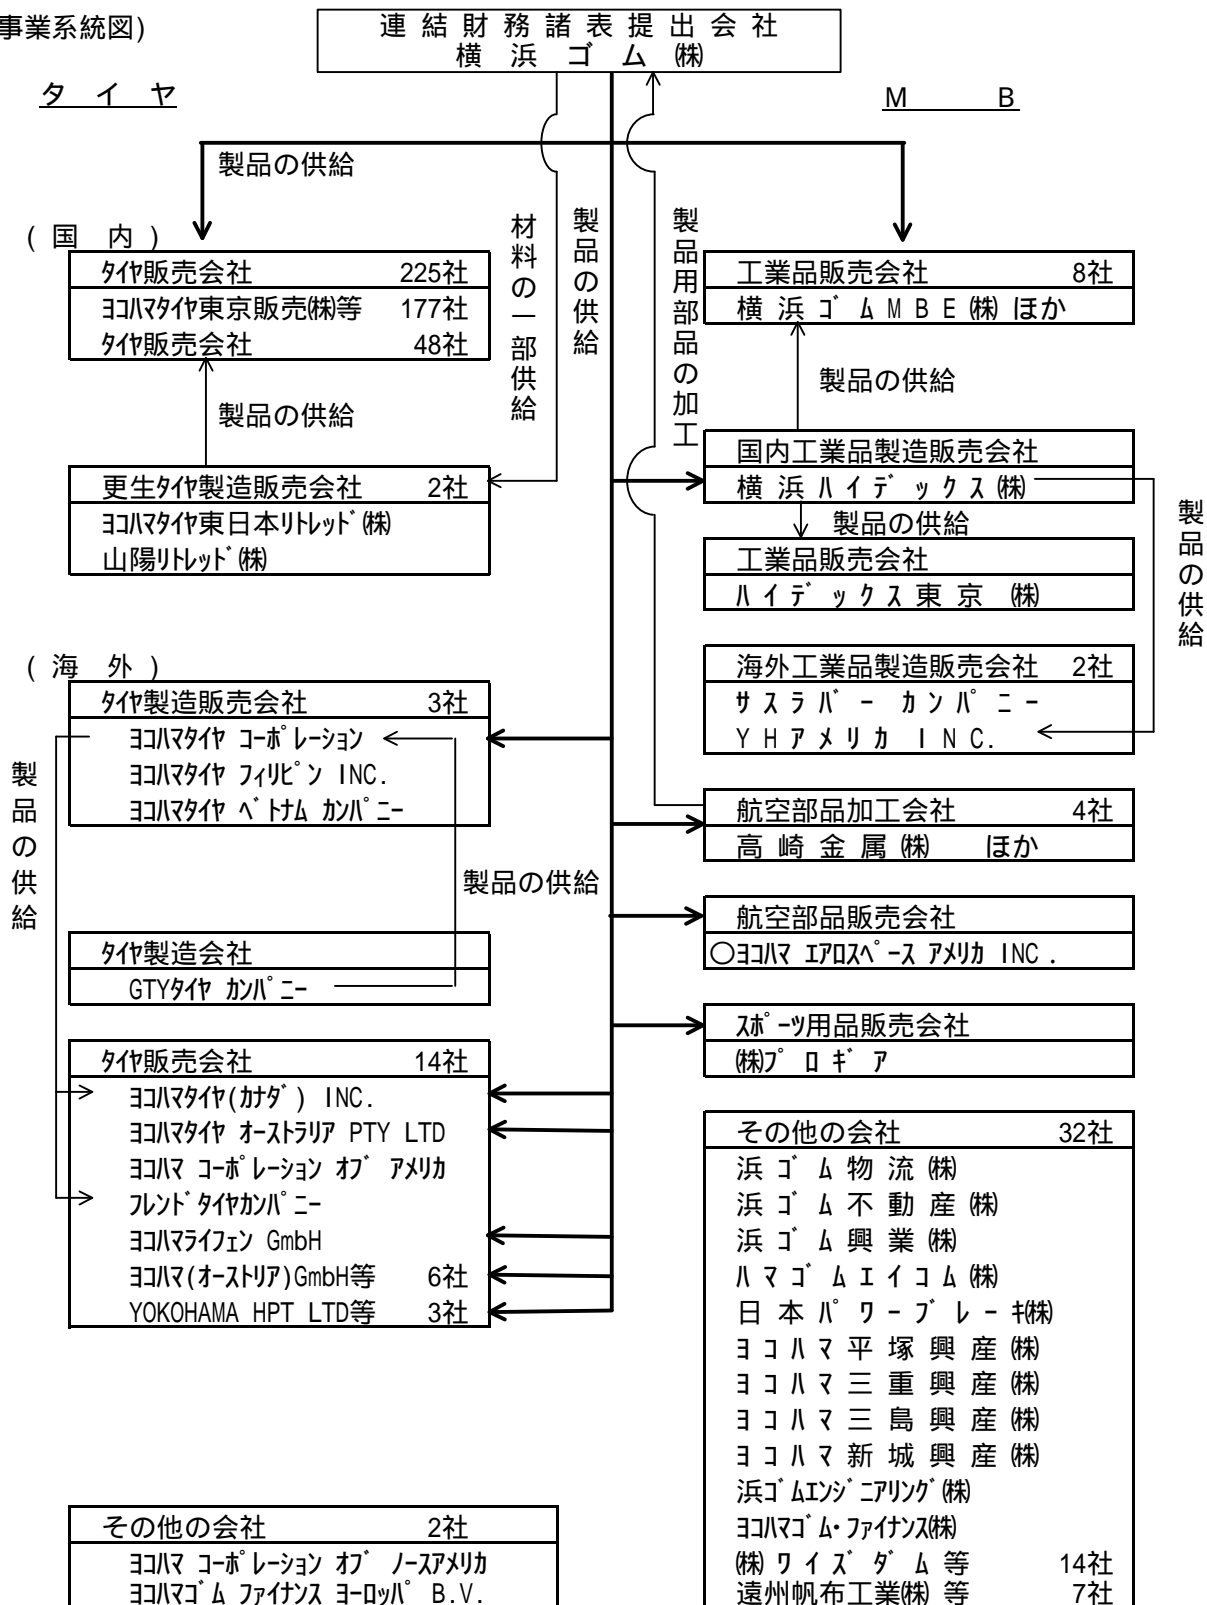 事業系統図)
連結財務諸表提出会社
横浜ゴム㈱
タイヤ
MB
製品の供給
材料の一部供給
製品の供給
製品用部品の加工
(国 内)
ﾀｲﾔ販売会社 225社
ﾖｺﾊﾏﾀｲﾔ東京販売㈱等 177社
ﾀｲﾔ販売会社 48社
製品の供給
更生ﾀｲﾔ製造販売会社 2社
ﾖｺﾊﾏﾀｲﾔ東日本ﾘﾄﾚｯﾄﾞ㈱
山陽ﾘﾄﾚｯﾄﾞ㈱
工業品販売会社 8社
横浜ｺﾞﾑMBE㈱ほか
製品の供給
国内工業品製造販売会社
横浜ﾊｲﾃﾞｯｸｽ㈱
製品の供給
工業品販売会社
ﾊｲﾃﾞｯｸｽ東京 ㈱
製品の供給
海外工業品製造販売会社 2社
ｻｽﾗﾊﾞｰ ｶﾝﾊﾟﾆｰ
YHｱﾒﾘｶ INC.
(海 外)
ﾀｲﾔ製造販売会社 3社
ﾖｺﾊﾏﾀｲﾔ ｺｰﾎﾟﾚｰｼｮﾝ
ﾖｺﾊﾏﾀｲﾔ ﾌｨﾘﾋﾟﾝ INC.
ﾖｺﾊﾏﾀｲﾔ ﾍﾞﾄﾅﾑ ｶﾝﾊﾟﾆｰ
製品の供給
製品の供給
ﾀｲﾔ製造会社
GTYﾀｲﾔ ｶﾝﾊﾟﾆｰ
ﾀｲﾔ販売会社 14社
ﾖｺﾊﾏﾀｲﾔ(ｶﾅﾀﾞ) INC.
ﾖｺﾊﾏﾀｲﾔ ｵｰｽﾄﾗﾘｱ PTY LTD
ﾖｺﾊﾏ ｺｰﾎﾟﾚｰｼｮﾝ ｵﾌﾞ ｱﾒﾘｶ
ﾌﾚﾝﾄﾞﾀｲﾔｶﾝﾊﾟﾆｰ
ﾖｺﾊﾏﾗｲﾌｪﾝ GmbH
ﾖｺﾊﾏ(ｵｰｽﾄﾘｱ)GmbH等 6社
YOKOHAMA HPT LTD等 3社
航空部品加工会社 4社
高崎金属㈱ ほか
航空部品販売会社
○ﾖｺﾊﾏ ｴｱﾛｽﾍﾟｰｽ ｱﾒﾘｶ INC.
ｽﾎﾟｰﾂ用品販売会社
㈱ﾌﾟﾛｷﾞｱ
その他の会社 32社
浜ｺﾞﾑ物流㈱
浜ｺﾞﾑ不動産㈱
浜ｺﾞﾑ興業㈱
ﾊﾏｺﾞﾑｴｲｺﾑ㈱
日本ﾊﾟﾜｰﾌﾞﾚｰｷ㈱
ﾖｺﾊﾏ平塚興産㈱
ﾖｺﾊﾏ三重興産㈱
ﾖｺﾊﾏ三島興産㈱
ﾖｺﾊﾏ新城興産㈱
浜ｺﾞﾑｴﾝｼﾞﾆｱﾘﾝｸﾞ㈱
ﾖｺﾊﾏｺﾞﾑ･ﾌｧｲﾅﾝｽ㈱
㈱ﾜｲｽﾞﾀﾞﾑ等 14社
遠州帆布工業㈱等 7社
その他の会社 2社
ﾖｺﾊﾏ ｺｰﾎﾟﾚｰｼｮﾝ ｵﾌﾞ ﾉｰｽｱﾒﾘｶ
ﾖｺﾊﾏｺﾞﾑ ﾌｧｲﾅﾝｽ ﾖｰﾛｯﾊﾟ B.V.